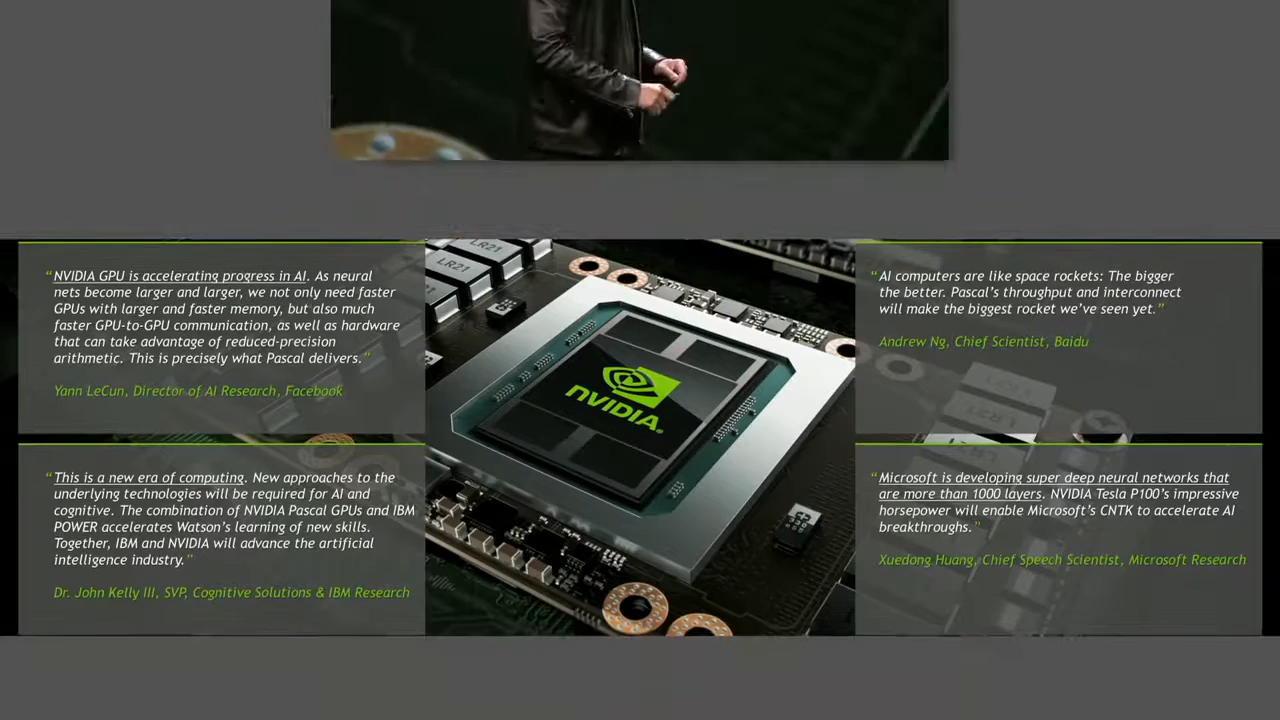 “NVIDIA GPU is accelerating progress in AI. As neural
nets become larger and larger, we not only need faster
GPUs with larger and faster memory, but also much
faster GPU-to-GPU communication, as well as hardware
that can take advantage of reduced-precision
arithmetic. This is precisely what Pascal delivers.”
Yann LeCun, Director of AI Research, Facebook
“This is a new era of computing. New approaches to the
underlying technologies will be required for AI and
cognitive. The combination of NVIDIA Pascal GPUs and IBM
POWER accelerates Watson’s learning of new skills.
Together, IBM and NVIDIA will advance the artificial
intelligence industry.”
Dr. John Kelly III, SVP, Cognitive Solutions & IBM Research
LR21
LR21
LR21
NVIDIA.
“AI computers are like space rockets: The bigger
the better. Pascal’s throughput and interconnect
will make the biggest rocket we’ve seen yet.”
Andrew Ng, Chief Scientist, Baidu
LR21
“Microsoft is developing super deep neural networks that
are more than 1000 layers. NVIDIA Tesla P100’s impressive
horsepower will enable Microsoft’s CNTK to accelerate AI
breakthroughs.”
Xuedong Huang, Chief Speech Scientist, Microsoft Research